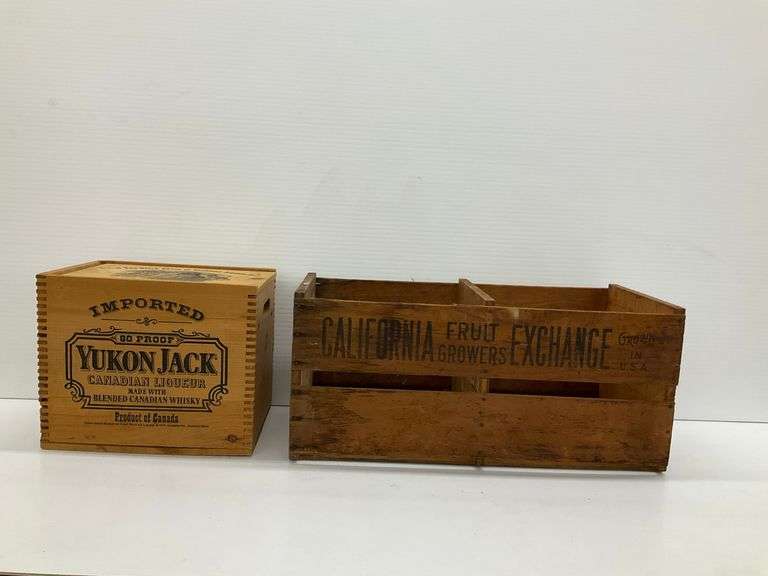 IMPORTED
80 PROOF
YUKON JACK
CANADIAN LIQUEUR
MADE WITH
BLENDED CANADIAN WHISKY
Product of Canada
CALIFORNIA FRUIT GROWERS EXCHANGE
GROWN
IN
U.S.A.